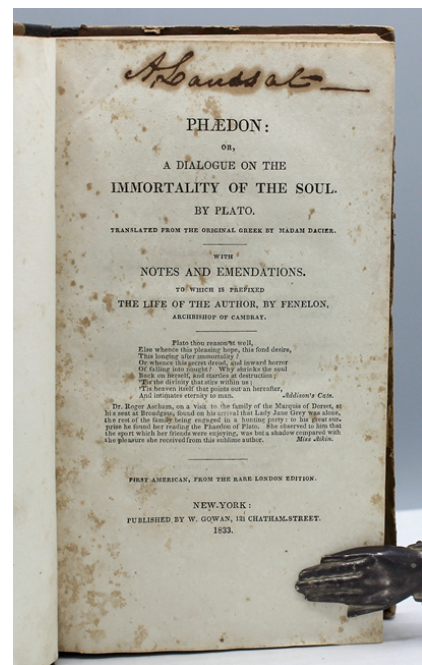 A Laussat
PHÆDON:
OR,
A DIALOGUE ON THE
IMMORTALITY OF THE SOUL.
BY PLATO.
TRANSLATED FROM THE ORIGINAL GREEK BY MADAM DACIER.
WITH
NOTES AND EMENDATIONS.
TO WHICH IS PREFIXED
THE LIFE OF THE AUTHOR, BY FENELON,
ARCHBISHOP OF CAMBRAY.
Plato thou reasonest well,
Else whence this pleasing hope, this fond desire,
This longing after immortality?
Or whence this secret dread, and inward horror
Of falling into nought? Why shrinks the soul
Back on herself, and startles at destruction;
'Tis the divinity that stirs within us;
'Tis heaven itself that points out an hereafter,
And intimates eternity to man. Addison's Cato.
Dr. Roger Ascham, on a visit to the family of the Marquis of Dorset, at
his seat at Broadgate, found on his arrival that Lady Jane Grey was alone,
the rest of the family being engaged in a hunting party: to his great sur-
prise he found her reading the Phaedon of Plato. She observed to him that
the sport which her friends were enjoying, was but a shadow compared with
the pleasure she received from this sublime author. Miss Aikin.
FIRST AMERICAN, FROM THE RARE LONDON EDITION.
NEW-YORK:
PUBLISHED BY W. GOWAN, 121 CHATHAM-STREET.
1833.